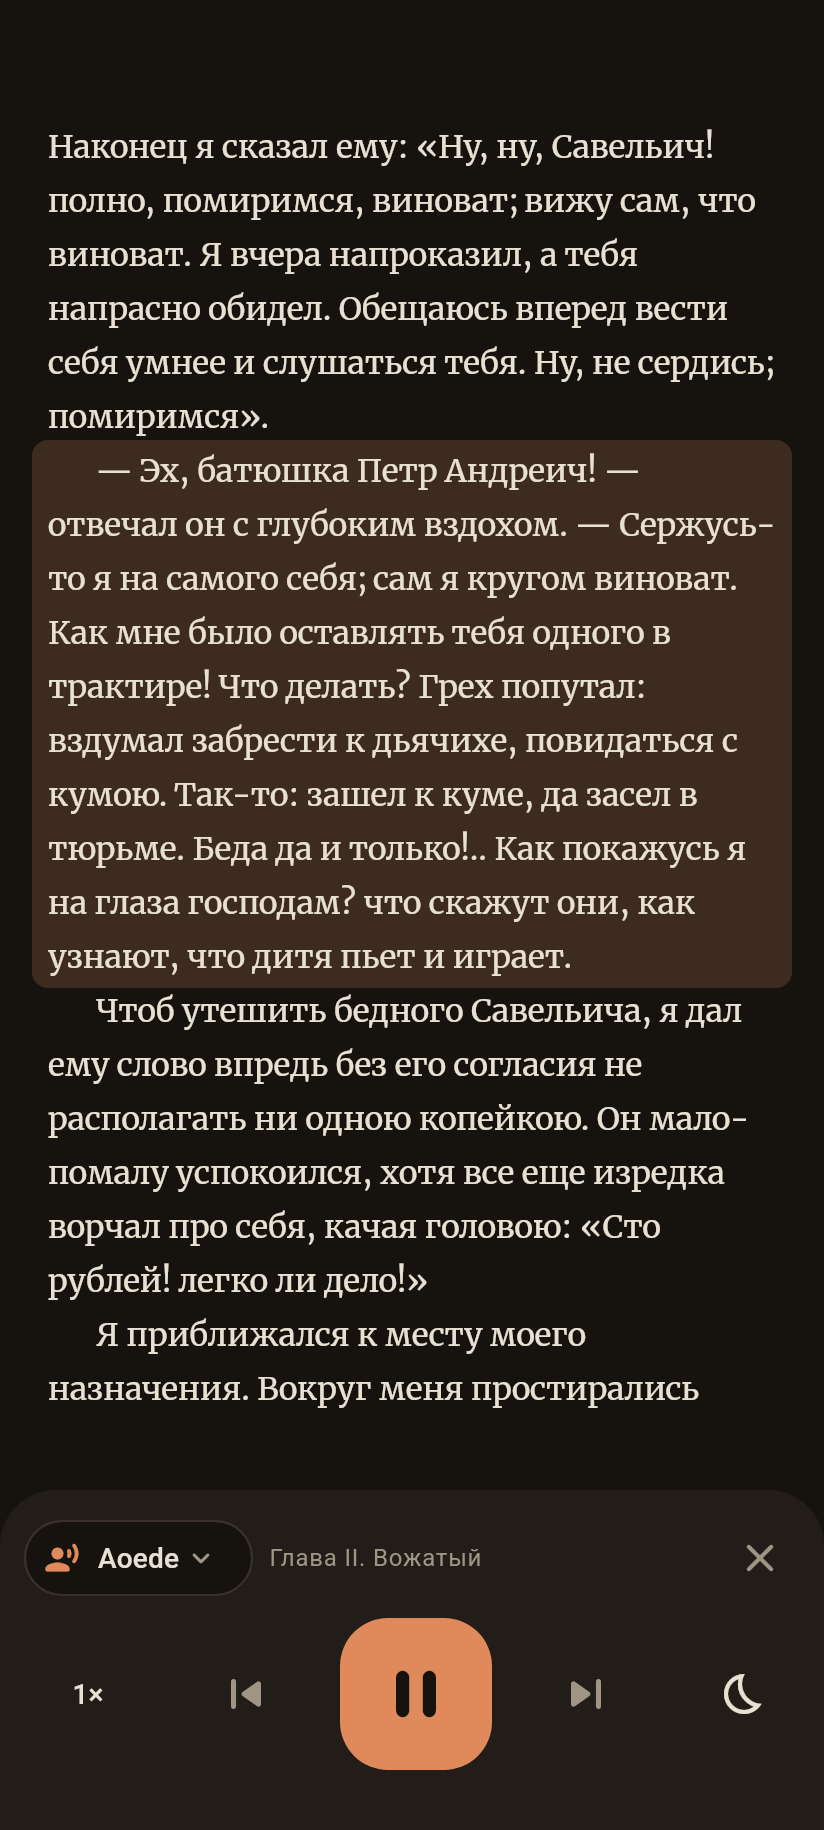 Наконец я сказал ему: «Ну, ну, Савельич!
полно, помиримся, виноват; вижу сам, что
виноват. Я вчера напроказил, а тебя
напрасно обидел. Обещаюсь вперед вести
себя умнее и слушаться тебя. Ну, не сердись;
помиримся».
— Эх, батюшка Петр Андреич! —
отвечал он с глубоким вздохом. — Сержусь-
то я на самого себя; сам я кругом виноват.
Как мне было оставлять тебя одного в
трактире! Что делать? Грех попутал:
вздумал забрести к дьячихе, повидаться с
кумою. Так-то: зашел к куме, да засел в
тюрьме. Беда да и только!.. Как покажусь я
на глаза господам? что скажут они, как
узнают, что дитя пьет и играет.
Чтоб утешить бедного Савельича, я дал
ему слово впредь без его согласия не
располагать ни одною копейкою. Он мало-
помалу успокоился, хотя все еще изредка
ворчал про себя, качая головою: «Сто
рублей! легко ли дело!»
Я приближался к месту моего
назначения. Вокруг меня простирались
Aoede Глава II. Вожатый
1×